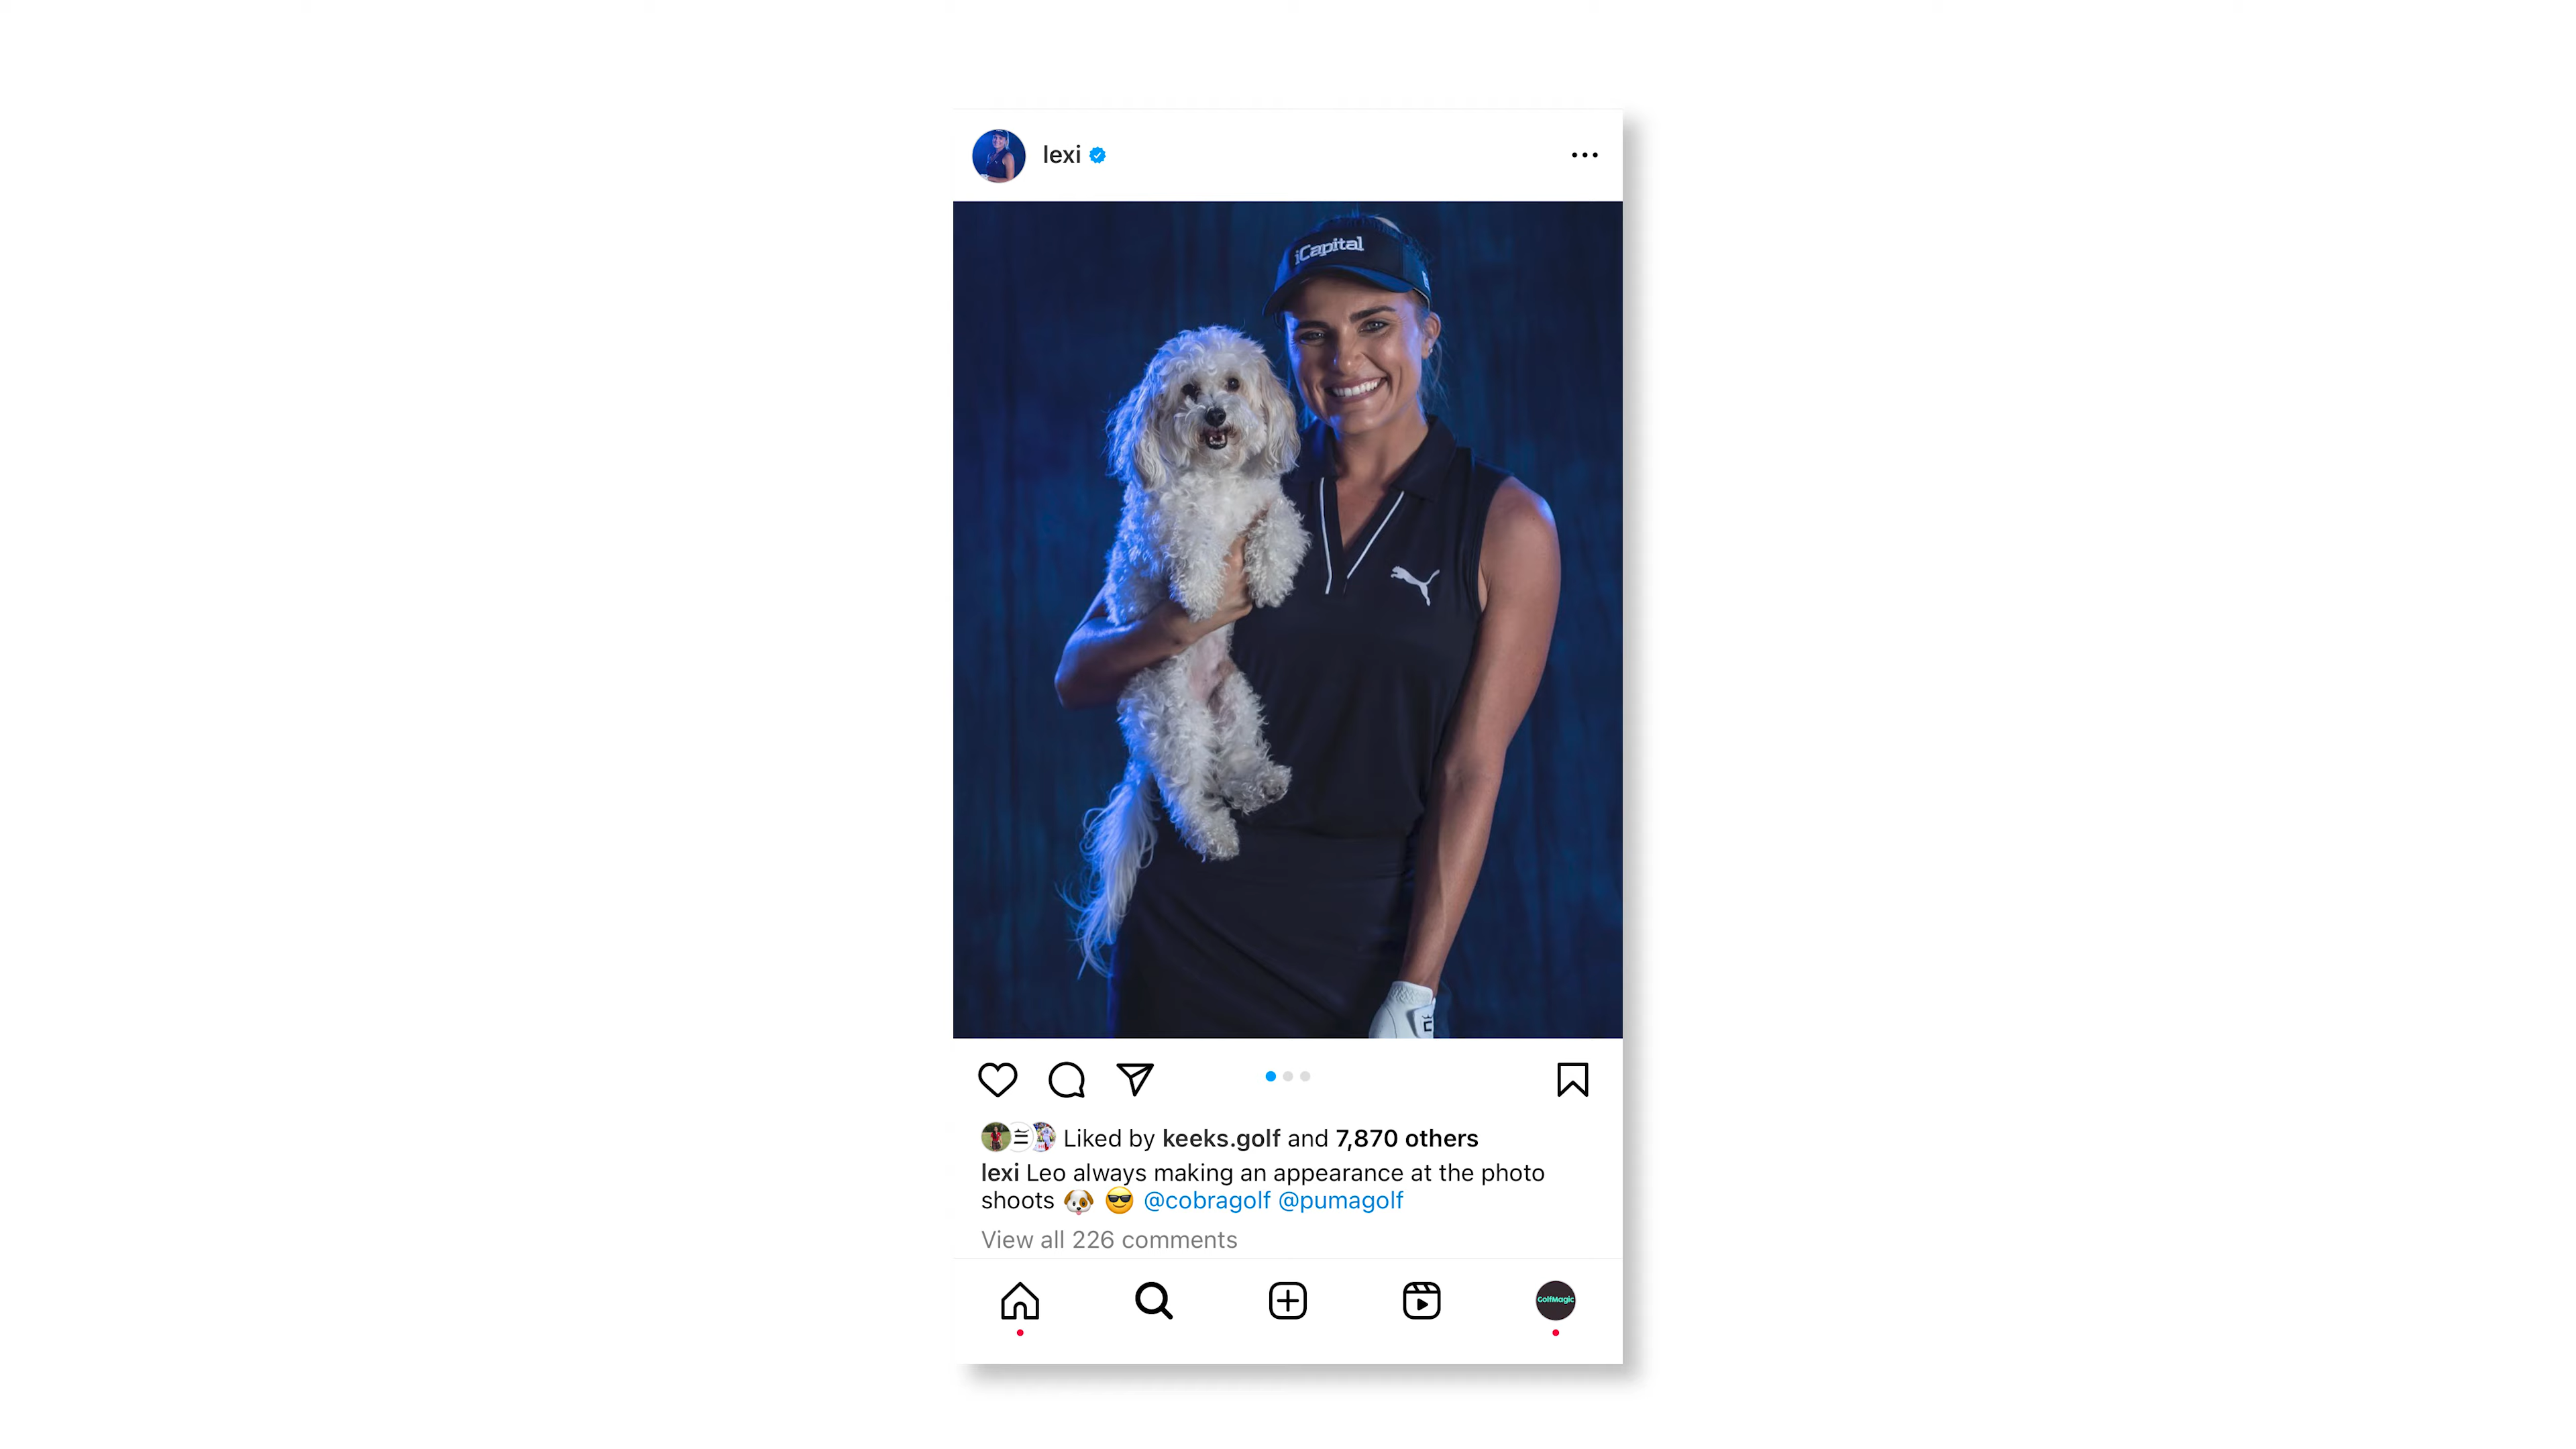 lexi
iCapital
Liked by keeks.golf and 7,870 others
lexi Leo always making an appearance at the photo
shoots 🐶 😎 @cobragolf @pumagolf
View all 226 comments
GolfMagic